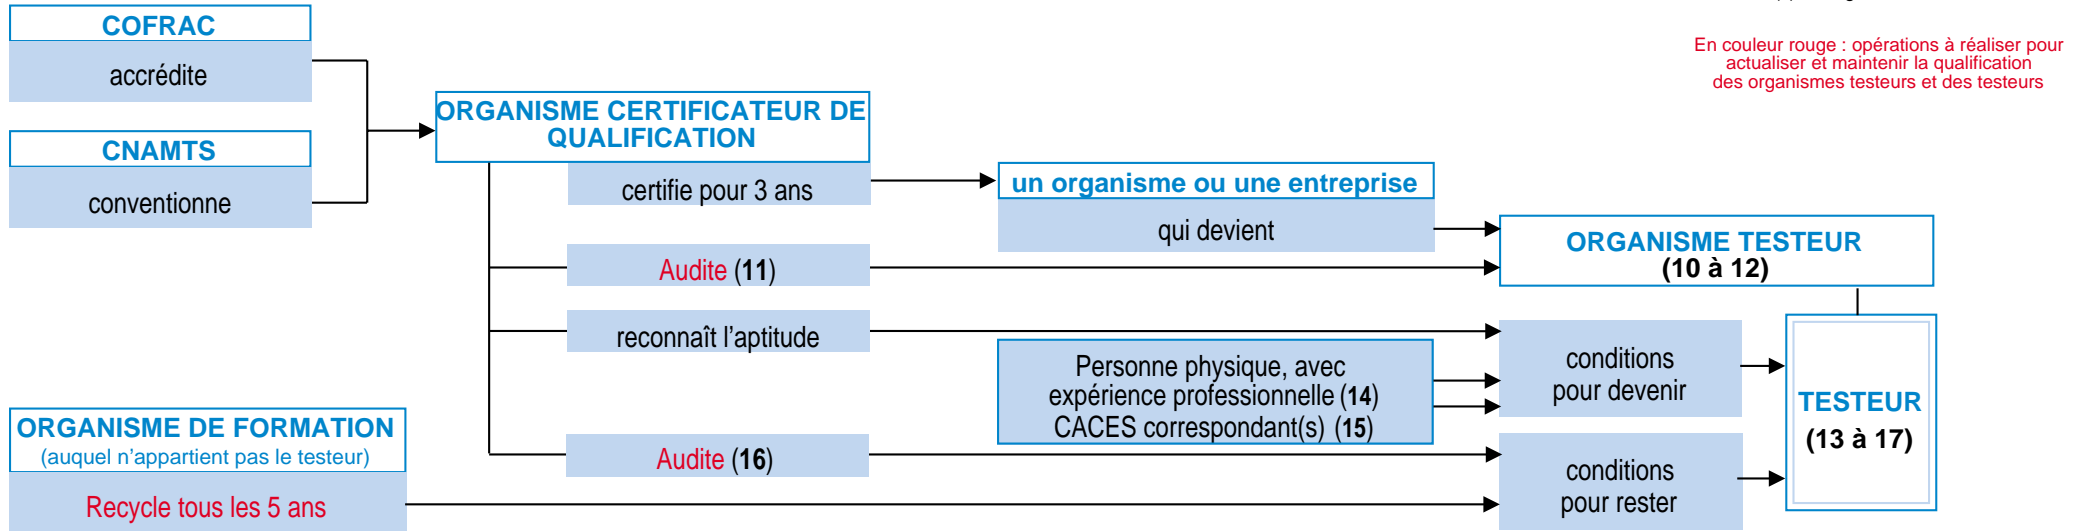 COFRAC
accrédite
En couleur rouge : opérations à réaliser pour
actualiser et maintenir la qualification
des organismes testeurs et des testeurs
CNAMTS
conventionne
ORGANISME CERTIFICATEUR DE
QUALIFICATION
certifie pour 3 ans
un organisme ou une entreprise
qui devient
ORGANISME TESTEUR
(10 à 12)
Audite (11)
reconnaît l’aptitude
Personne physique, avec
expérience professionnelle (14)
CACES correspondant(s) (15)
conditions
pour devenir
TESTEUR
(13 à 17)
ORGANISME DE FORMATION
(auquel n’appartient pas le testeur)
Recycle tous les 5 ans
Audite (16)
conditions
pour rester